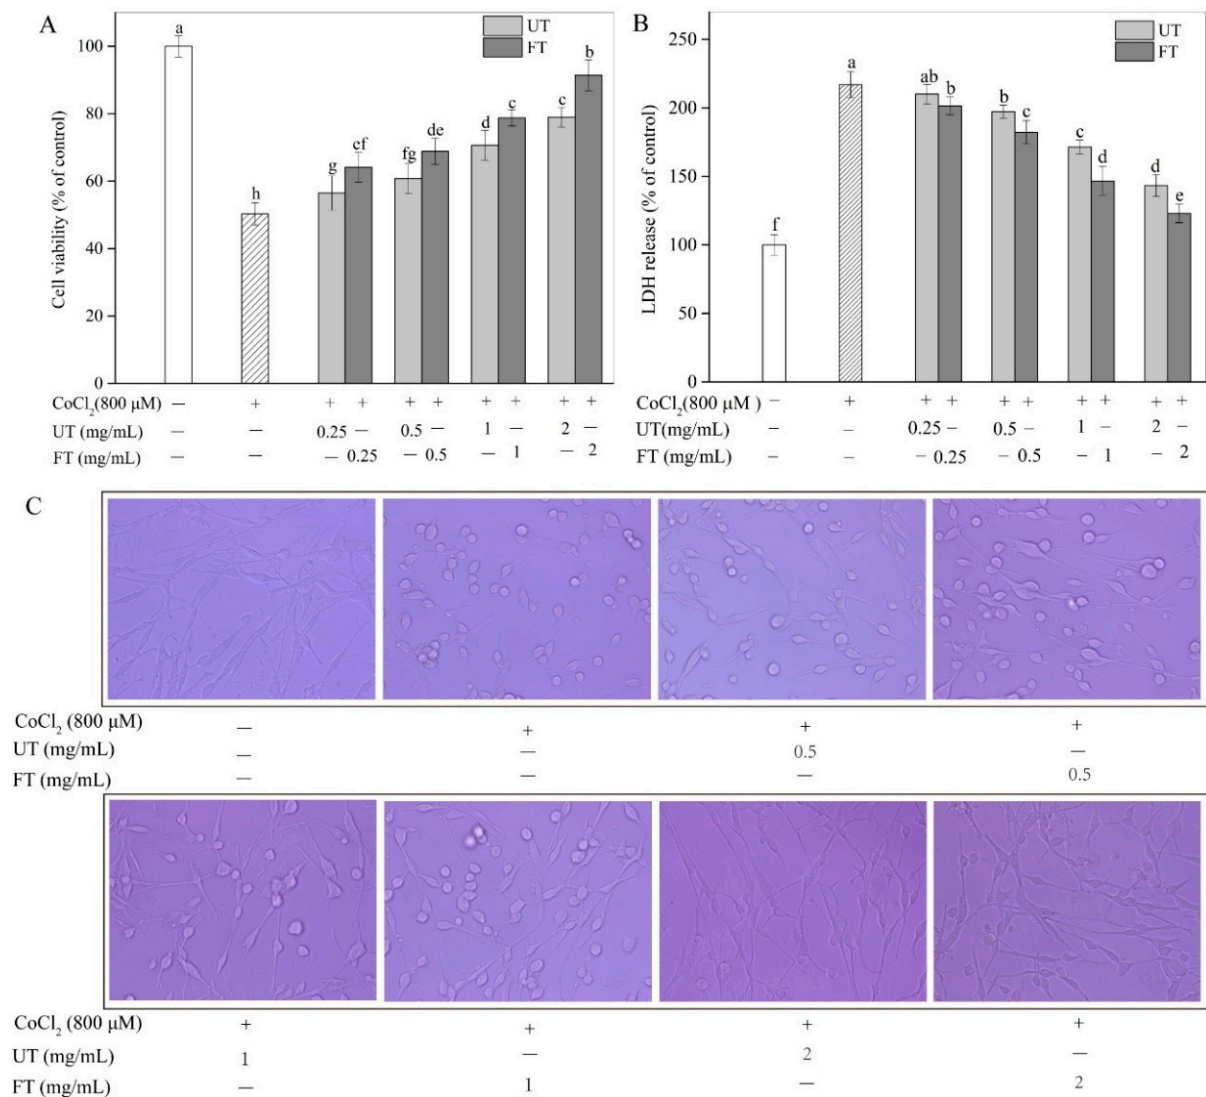 A
UT
FT
Cell viability (% of control)
100
80
60
40
20
0
a
h
g
ef
fg
de
d
c
c
b
CoCl2(800 μM) — + + + + + + + + +
UT (mg/mL) — — 0.25 — 0.5 — 1 — 2 —
FT (mg/mL) — — — 0.25 — 0.5 — 1 — 2
B
UT
FT
LDH release (% of control)
250
200
150
100
50
0
f
a
ab
b
b
c
c
d
d
e
CoCl2(800 μM ) — + + + + + + + + +
UT(mg/mL) — — 0.25 — 0.5 — 1 — 2 —
FT (mg/mL) — — — 0.25 — 0.5 — 1 — 2
C
CoCl2 (800 μM) — + + +
UT (mg/mL) — — 0.5 —
FT (mg/mL) — — — 0.5
CoCl2 (800 μM) + + + +
UT (mg/mL) 1 — 2 —
FT (mg/mL) — 1 — 2